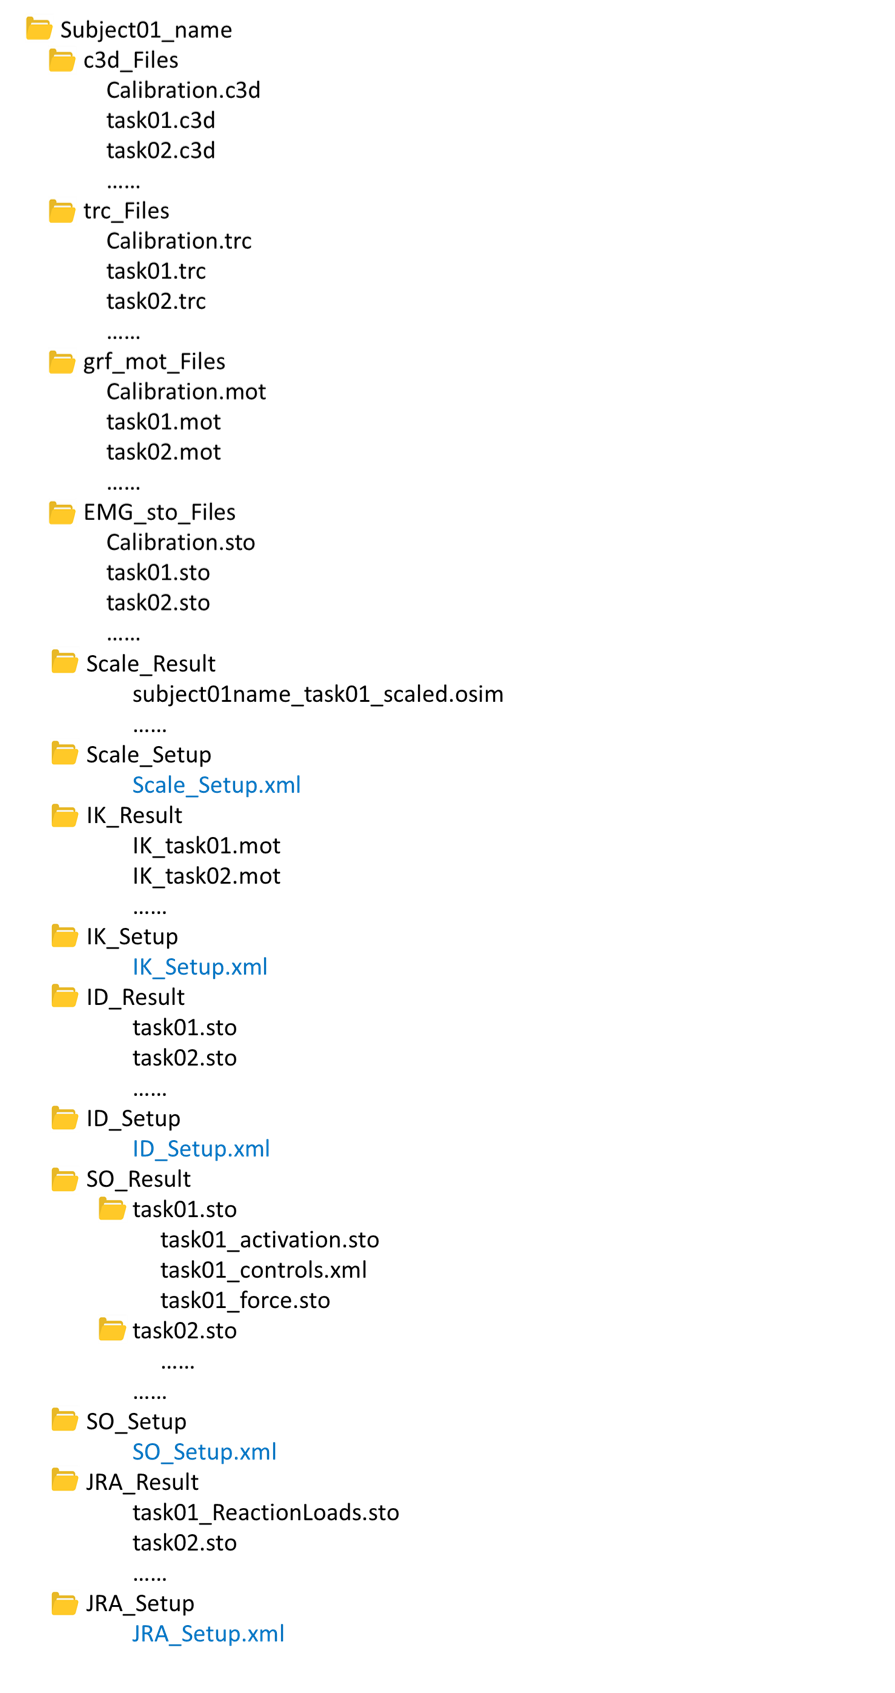 Subject01_name
c3d_Files
Calibration.c3d
task01.c3d
task02.c3d
......
trc_Files
Calibration.trc
task01.trc
task02.trc
......
grf_mot_Files
Calibration.mot
task01.mot
task02.mot
......
EMG_sto_Files
Calibration.sto
task01.sto
task02.sto
......
Scale_Result
subject01name_task01_scaled.osim
......
Scale_Setup
Scale_Setup.xml
IK_Result
IK_task01.mot
IK_task02.mot
......
IK_Setup
IK_Setup.xml
ID_Result
task01.sto
task02.sto
......
ID_Setup
ID_Setup.xml
SO_Result
task01.sto
task01_activation.sto
task01_controls.xml
task01_force.sto
task02.sto
......
......
SO_Setup
SO_Setup.xml
JRA_Result
task01_ReactionLoads.sto
task02.sto
......
JRA_Setup
JRA_Setup.xml